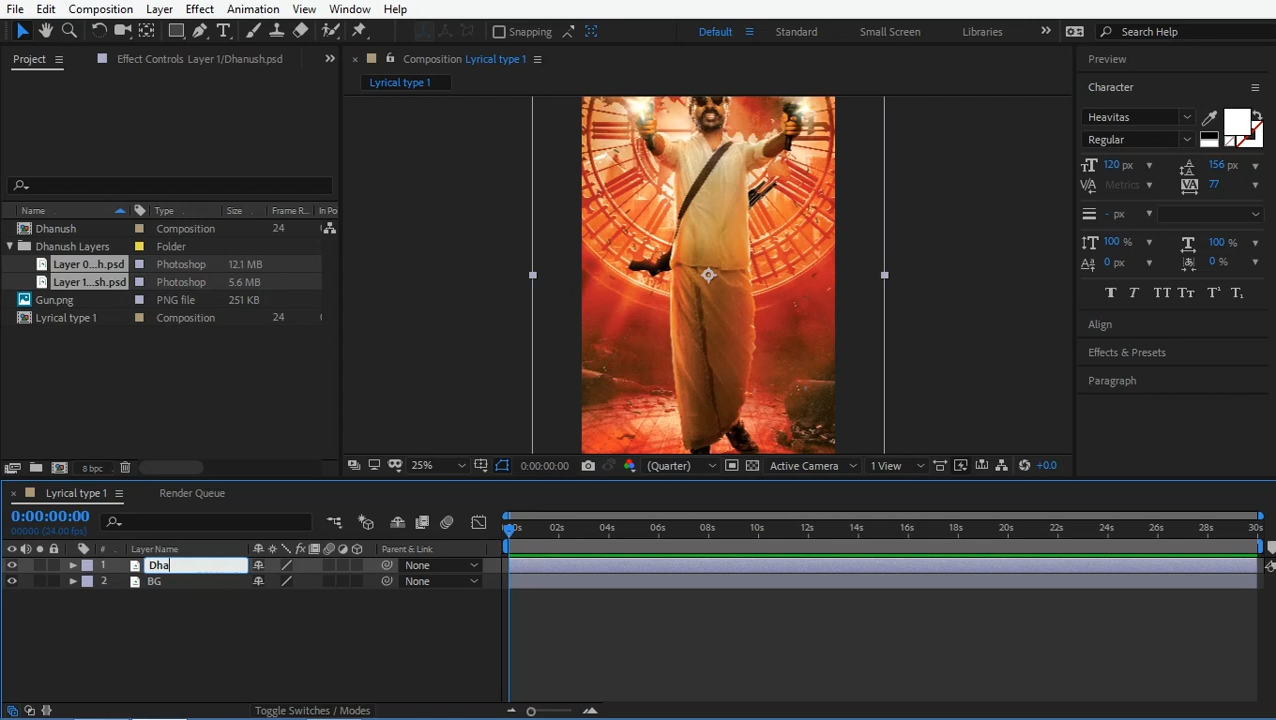 File Edit Composition Layer Effect Animation View Window Help
Snapping Default Standard Small Screen Libraries Search Help
Project Effect Controls Layer 1/Dhanush.psd
Composition Lyrical type 1
Lyrical type 1
Name Type Size Frame R... In Po
Dhanush Composition 24
Dhanush Layers Folder
Layer 0...h.psd Photoshop 12.1 MB
Layer 1...sh.psd Photoshop 5.6 MB
Gun.png PNG file 251 KB
Lyrical type 1 Composition 24
8 bpc
25% 0:00:00:00 (Quarter) Active Camera 1 View +0.0
Preview
Character
Heavitas
Regular
120 px 156 px
Metrics 77
- px
100 % 100 %
0 px 0 %
T T TT Tt T¹ T₁
Align
Effects & Presets
Paragraph
Lyrical type 1 Render Queue
0:00:00:00
00000 (24.00 fps)
# Layer Name Parent & Link
1 Dha None
2 BG None
00s 02s 04s 06s 08s 10s 12s 14s 16s 18s 20s 22s 24s 26s 28s 30s
Toggle Switches / Modes